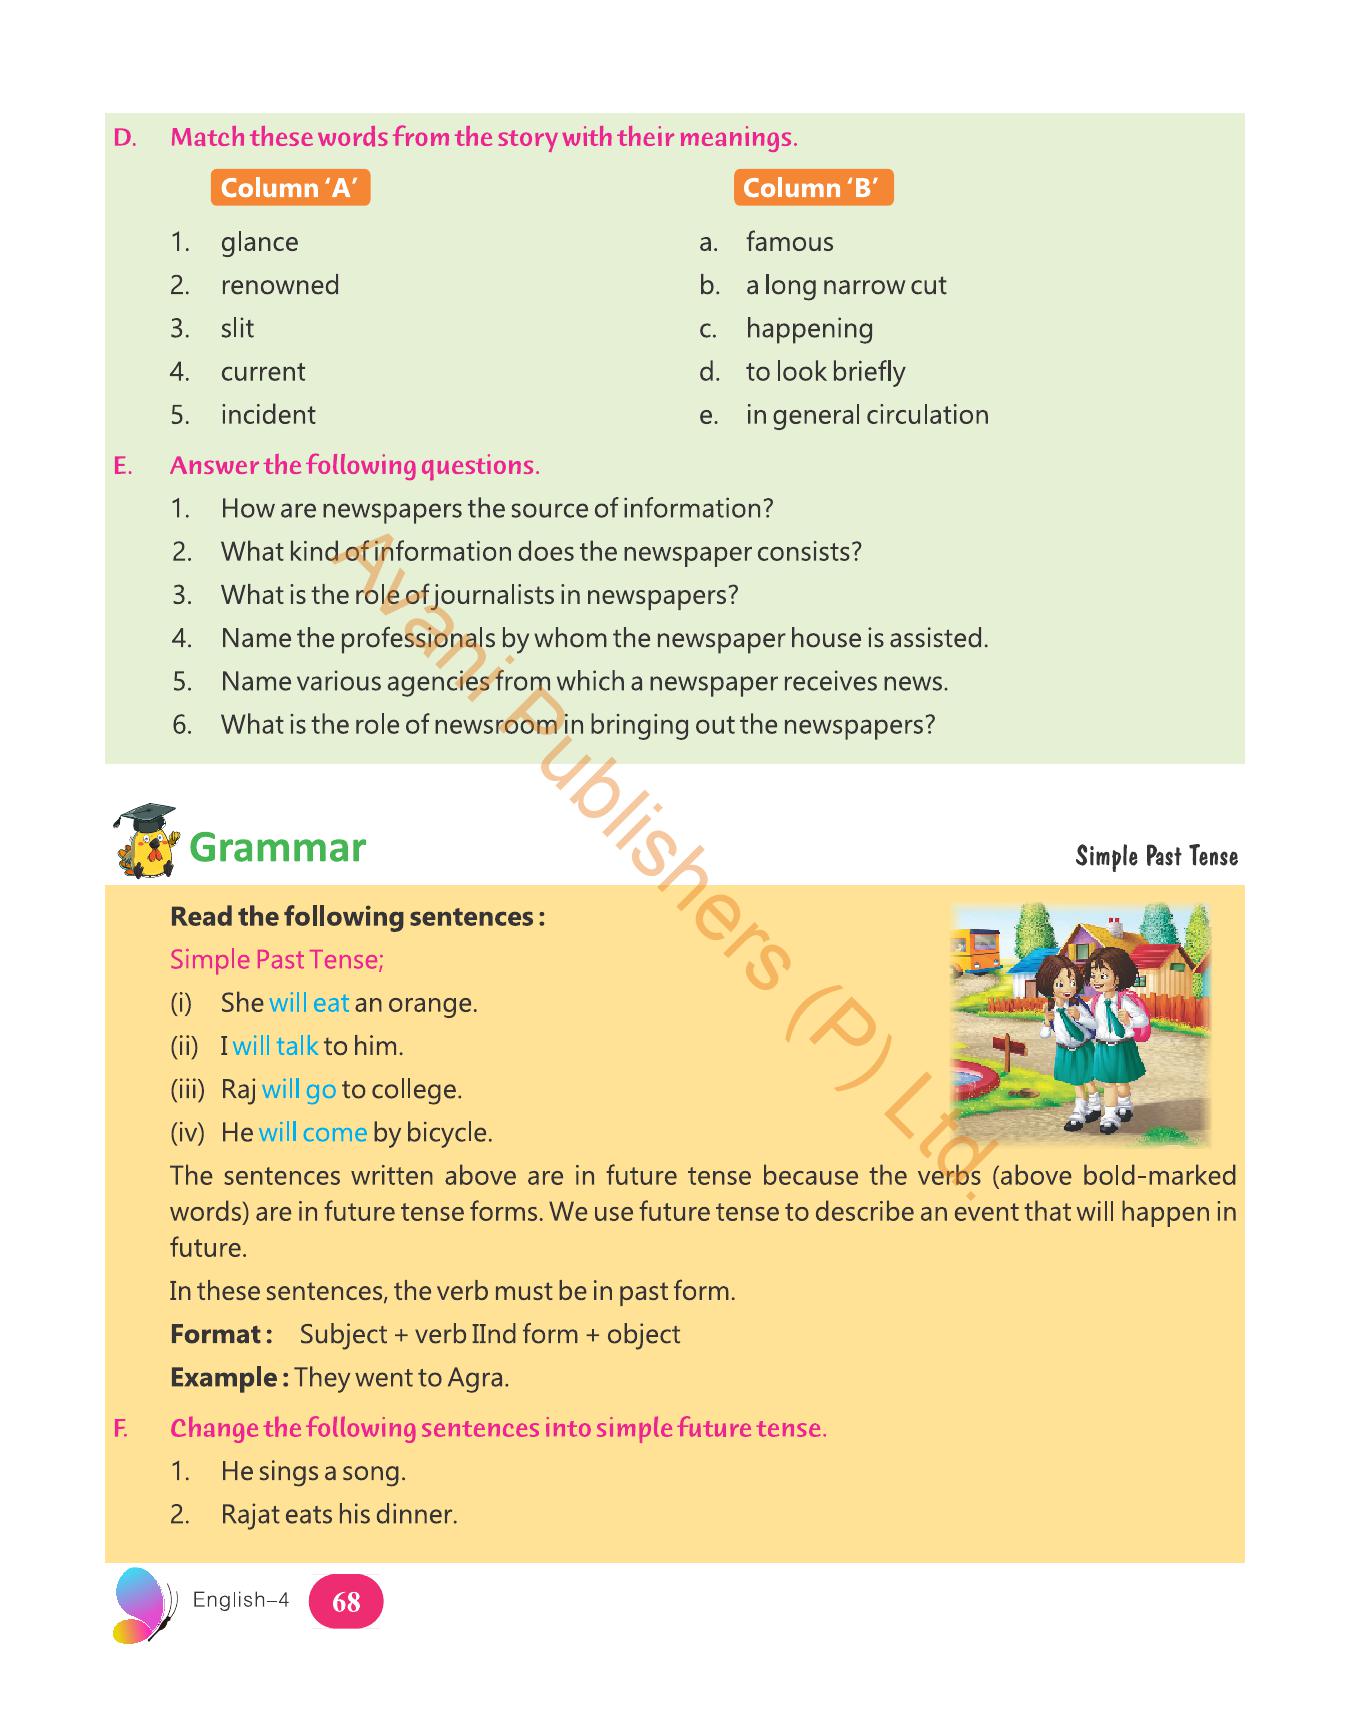 D. Match these words from the story with their meanings.
Column ‘A’ Column ‘B’
1. glance a. famous
2. renowned b. a long narrow cut
3. slit c. happening
4. current d. to look briefly
5. incident e. in general circulation
E. Answer the following questions.
1. How are newspapers the source of information?
2. What kind of information does the newspaper consists?
3. What is the role of journalists in newspapers?
4. Name the professionals by whom the newspaper house is assisted.
5. Name various agencies from which a newspaper receives news.
6. What is the role of newsroom in bringing out the newspapers?
Avani Publishers (P) Ltd.
Grammar Simple Past Tense
Read the following sentences :
Simple Past Tense;
(i) She will eat an orange.
(ii) I will talk to him.
(iii) Raj will go to college.
(iv) He will come by bicycle.
The sentences written above are in future tense because the verbs (above bold-marked
words) are in future tense forms. We use future tense to describe an event that will happen in
future.
In these sentences, the verb must be in past form.
Format : Subject + verb IInd form + object
Example : They went to Agra.
F. Change the following sentences into simple future tense.
1. He sings a song.
2. Rajat eats his dinner.
English–4 68